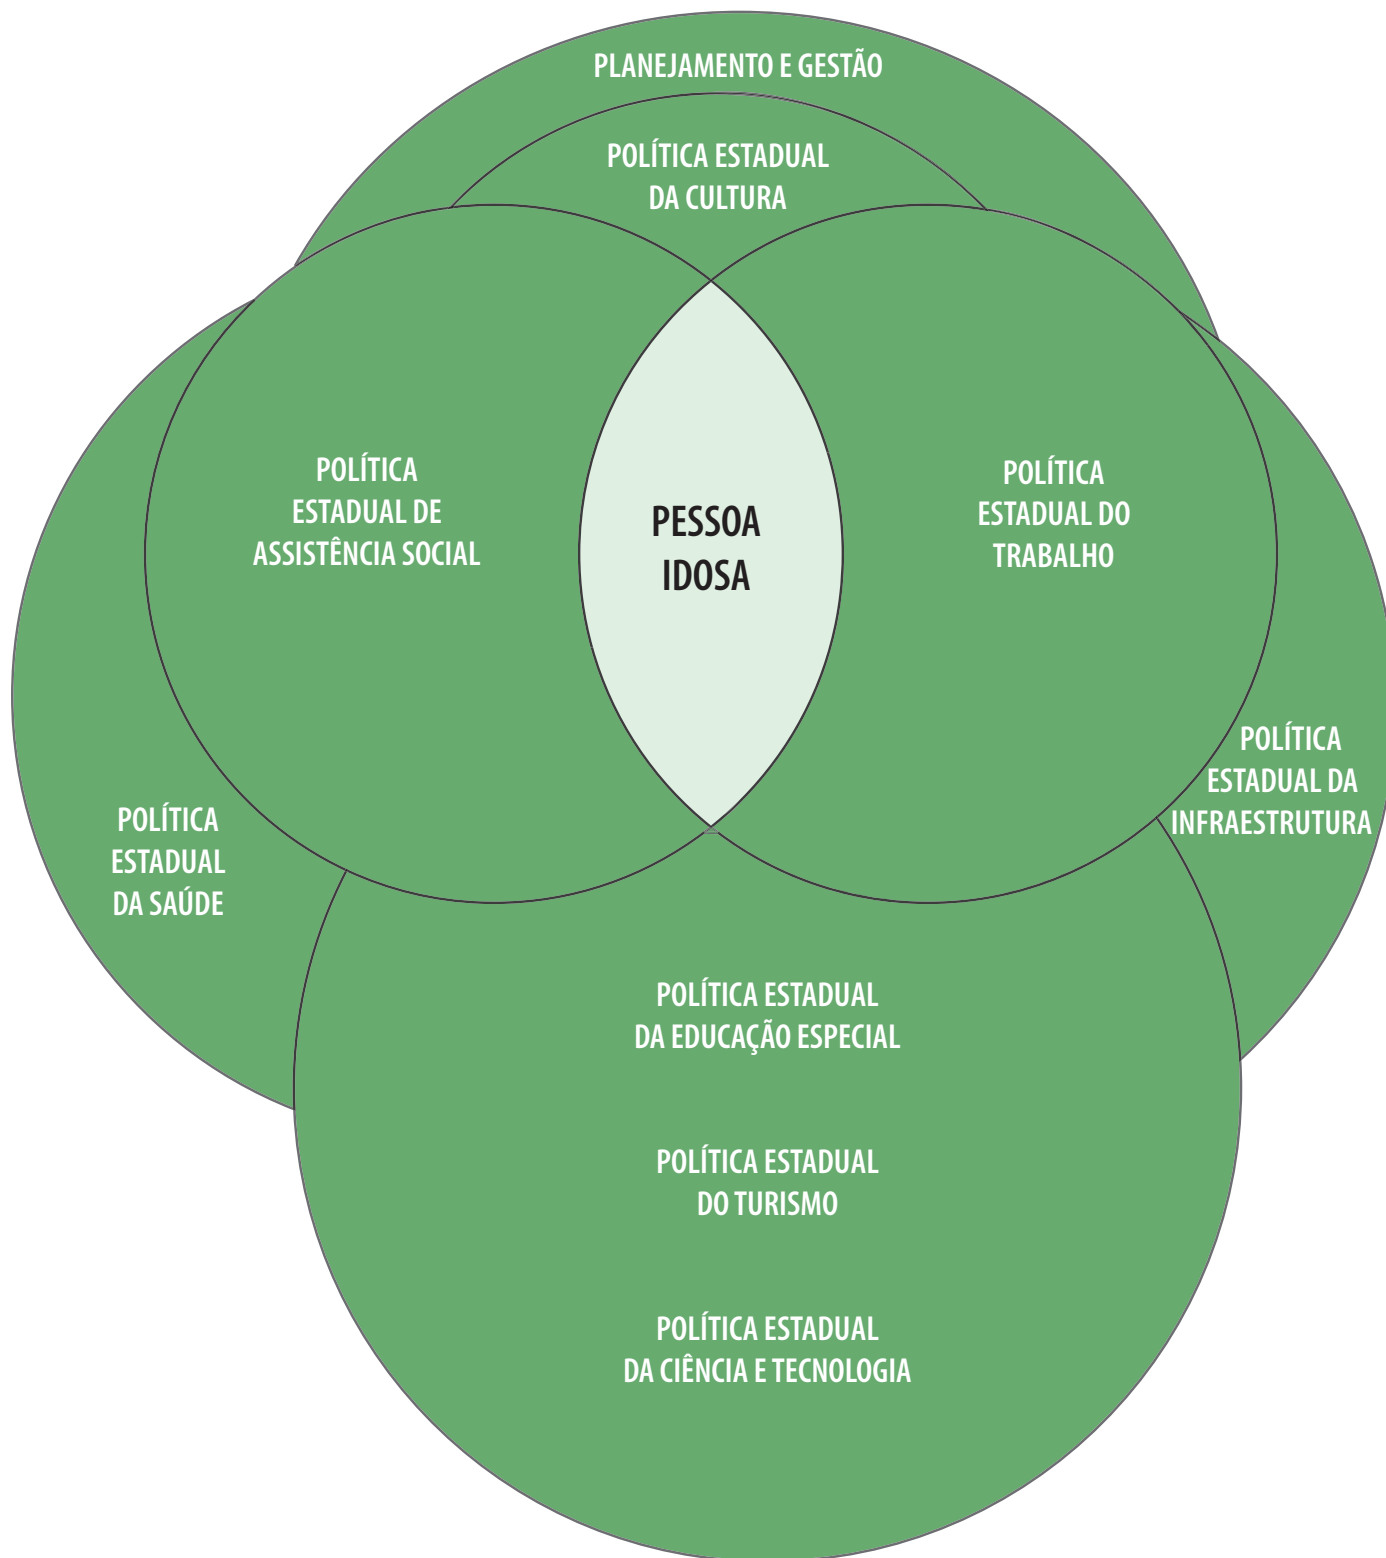 PLANEJAMENTO E GESTÃO
POLÍTICA ESTADUAL
DA CULTURA
POLÍTICA
ESTADUAL DE
ASSISTÊNCIA SOCIAL
PESSOA
IDOSA
POLÍTICA
ESTADUAL DO
TRABALHO
POLÍTICA
ESTADUAL DA
INFRAESTRUTURA
POLÍTICA
ESTADUAL
DA SAÚDE
POLÍTICA ESTADUAL
DA EDUCAÇÃO ESPECIAL
POLÍTICA ESTADUAL
DO TURISMO
POLÍTICA ESTADUAL
DA CIÊNCIA E TECNOLOGIA